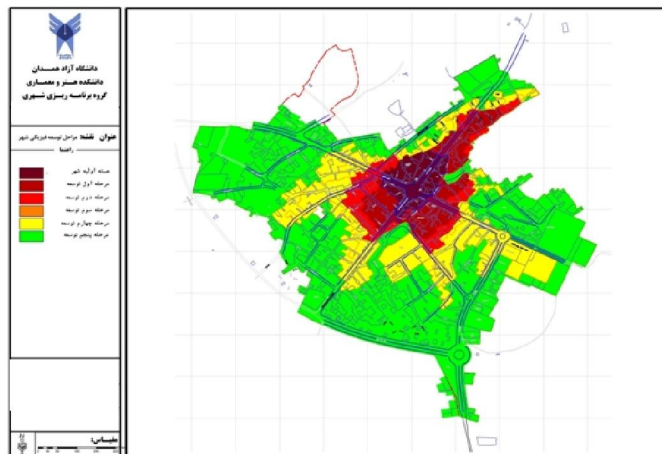 دانشگاه آزاد همدان
دانشکده هنر و معماری
گروه برنامه ریزی شهری
عنوان نقشه: مراحل توسعه فیزیکی شهر
راهنما
هسته اولیه شهر
مرحله اول توسعه
مرحله دوم توسعه
مرحله سوم توسعه
مرحله چهارم توسعه
مرحله پنجم توسعه
مقیاس: